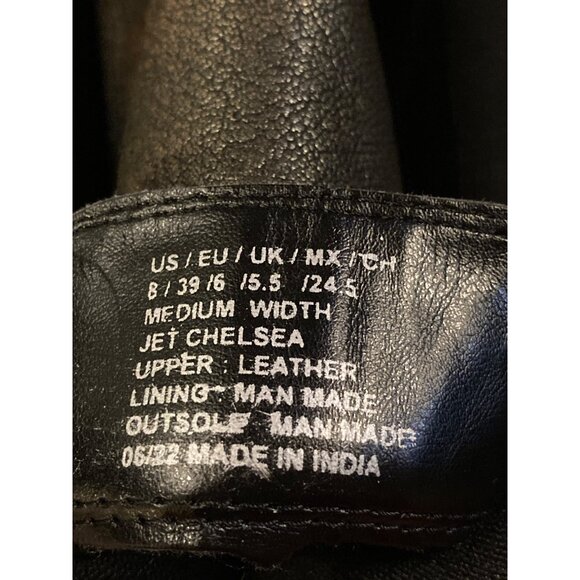 US / EU / UK / MX / CH
8 / 39 /6 /5.5 /24.5
MEDIUM WIDTH
JET CHELSEA
UPPER : LEATHER
LINING- MAN MADE
OUTSOLE MAN MADE
06/22 MADE IN INDIA